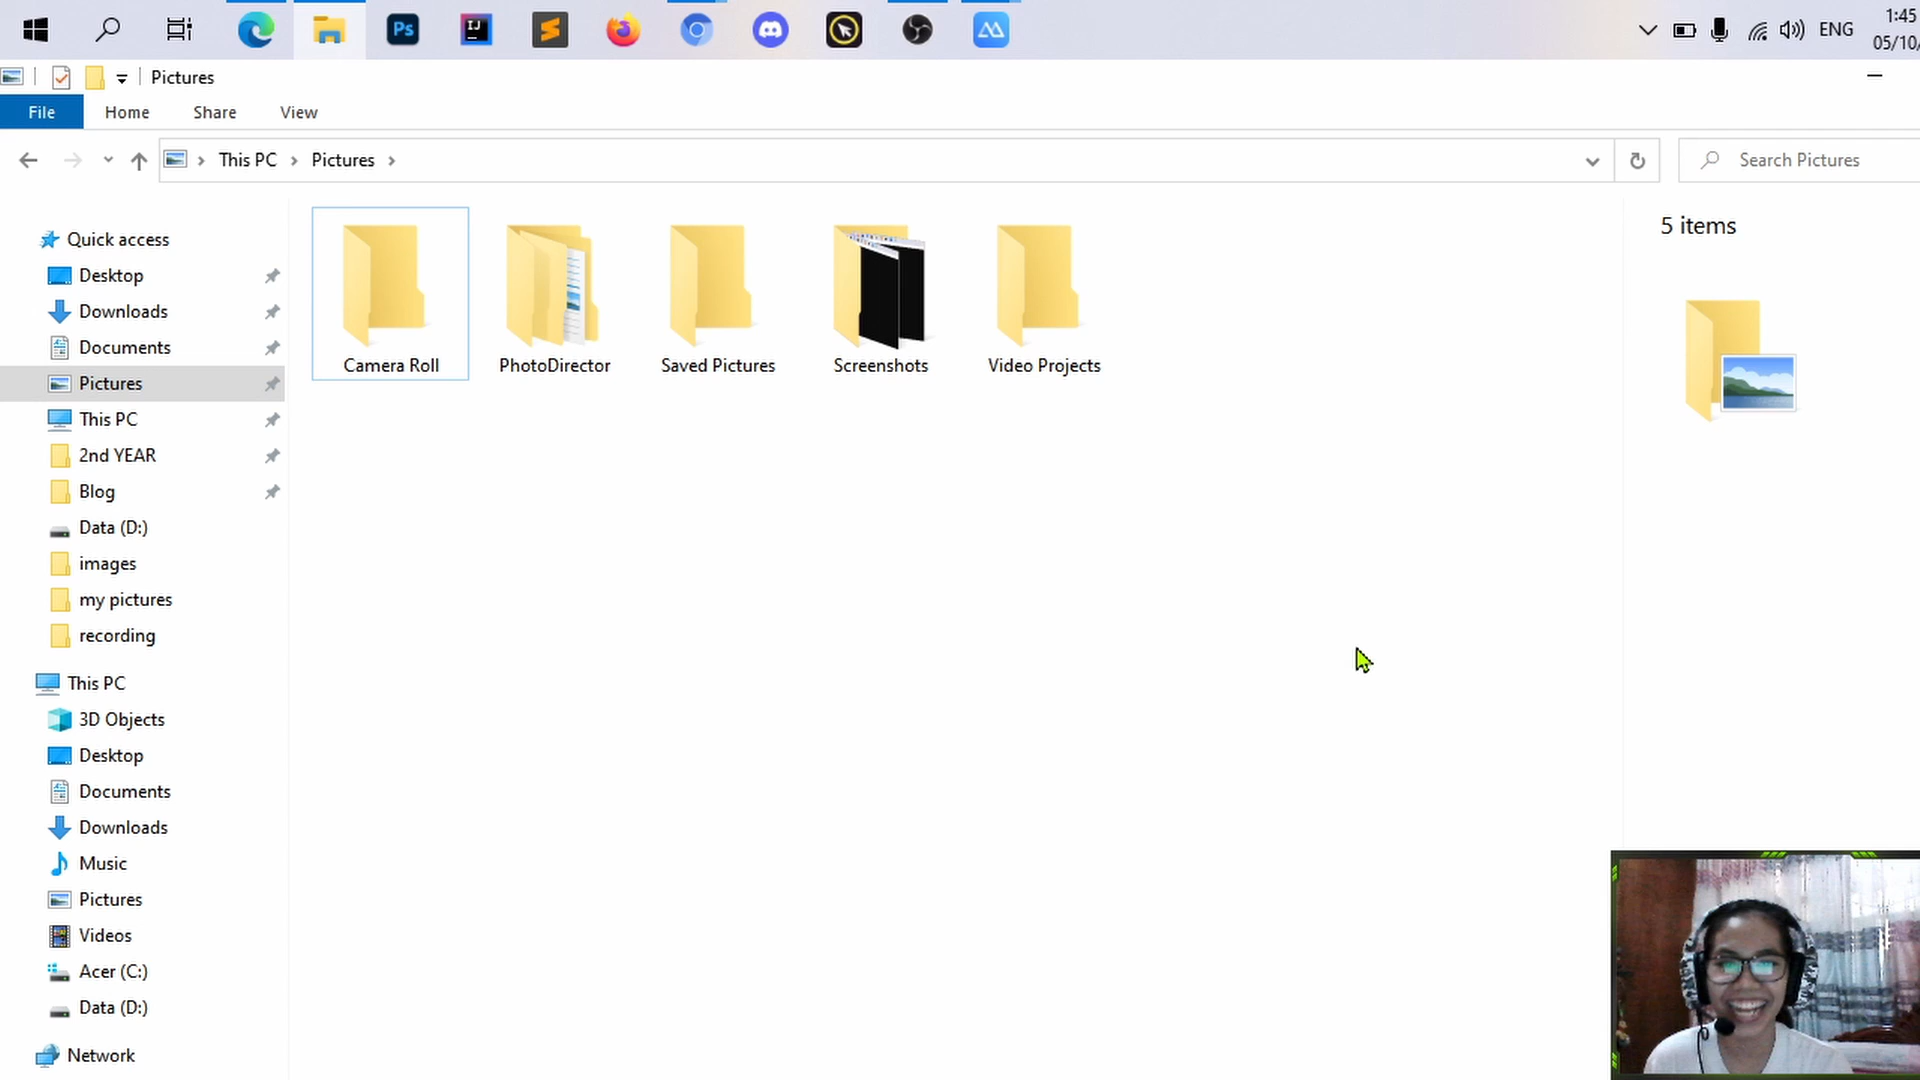 Ps
IJ
ENG
1:45
05/10/
Pictures
File
Home
Share
View
This PC
Pictures
Search Pictures
Quick access
Desktop
Downloads
Documents
Pictures
This PC
2nd YEAR
Blog
Data (D:)
images
my pictures
recording
This PC
3D Objects
Desktop
Documents
Downloads
Music
Pictures
Videos
Acer (C:)
Data (D:)
Network
Camera Roll
PhotoDirector
Saved Pictures
Screenshots
Video Projects
5 items